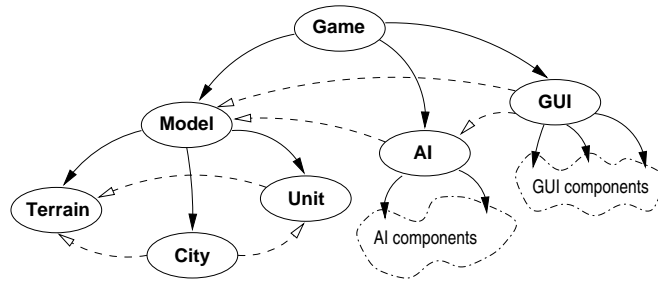 Game
GUI
Model
AI
GUI components
Unit
Terrain
AI components
City